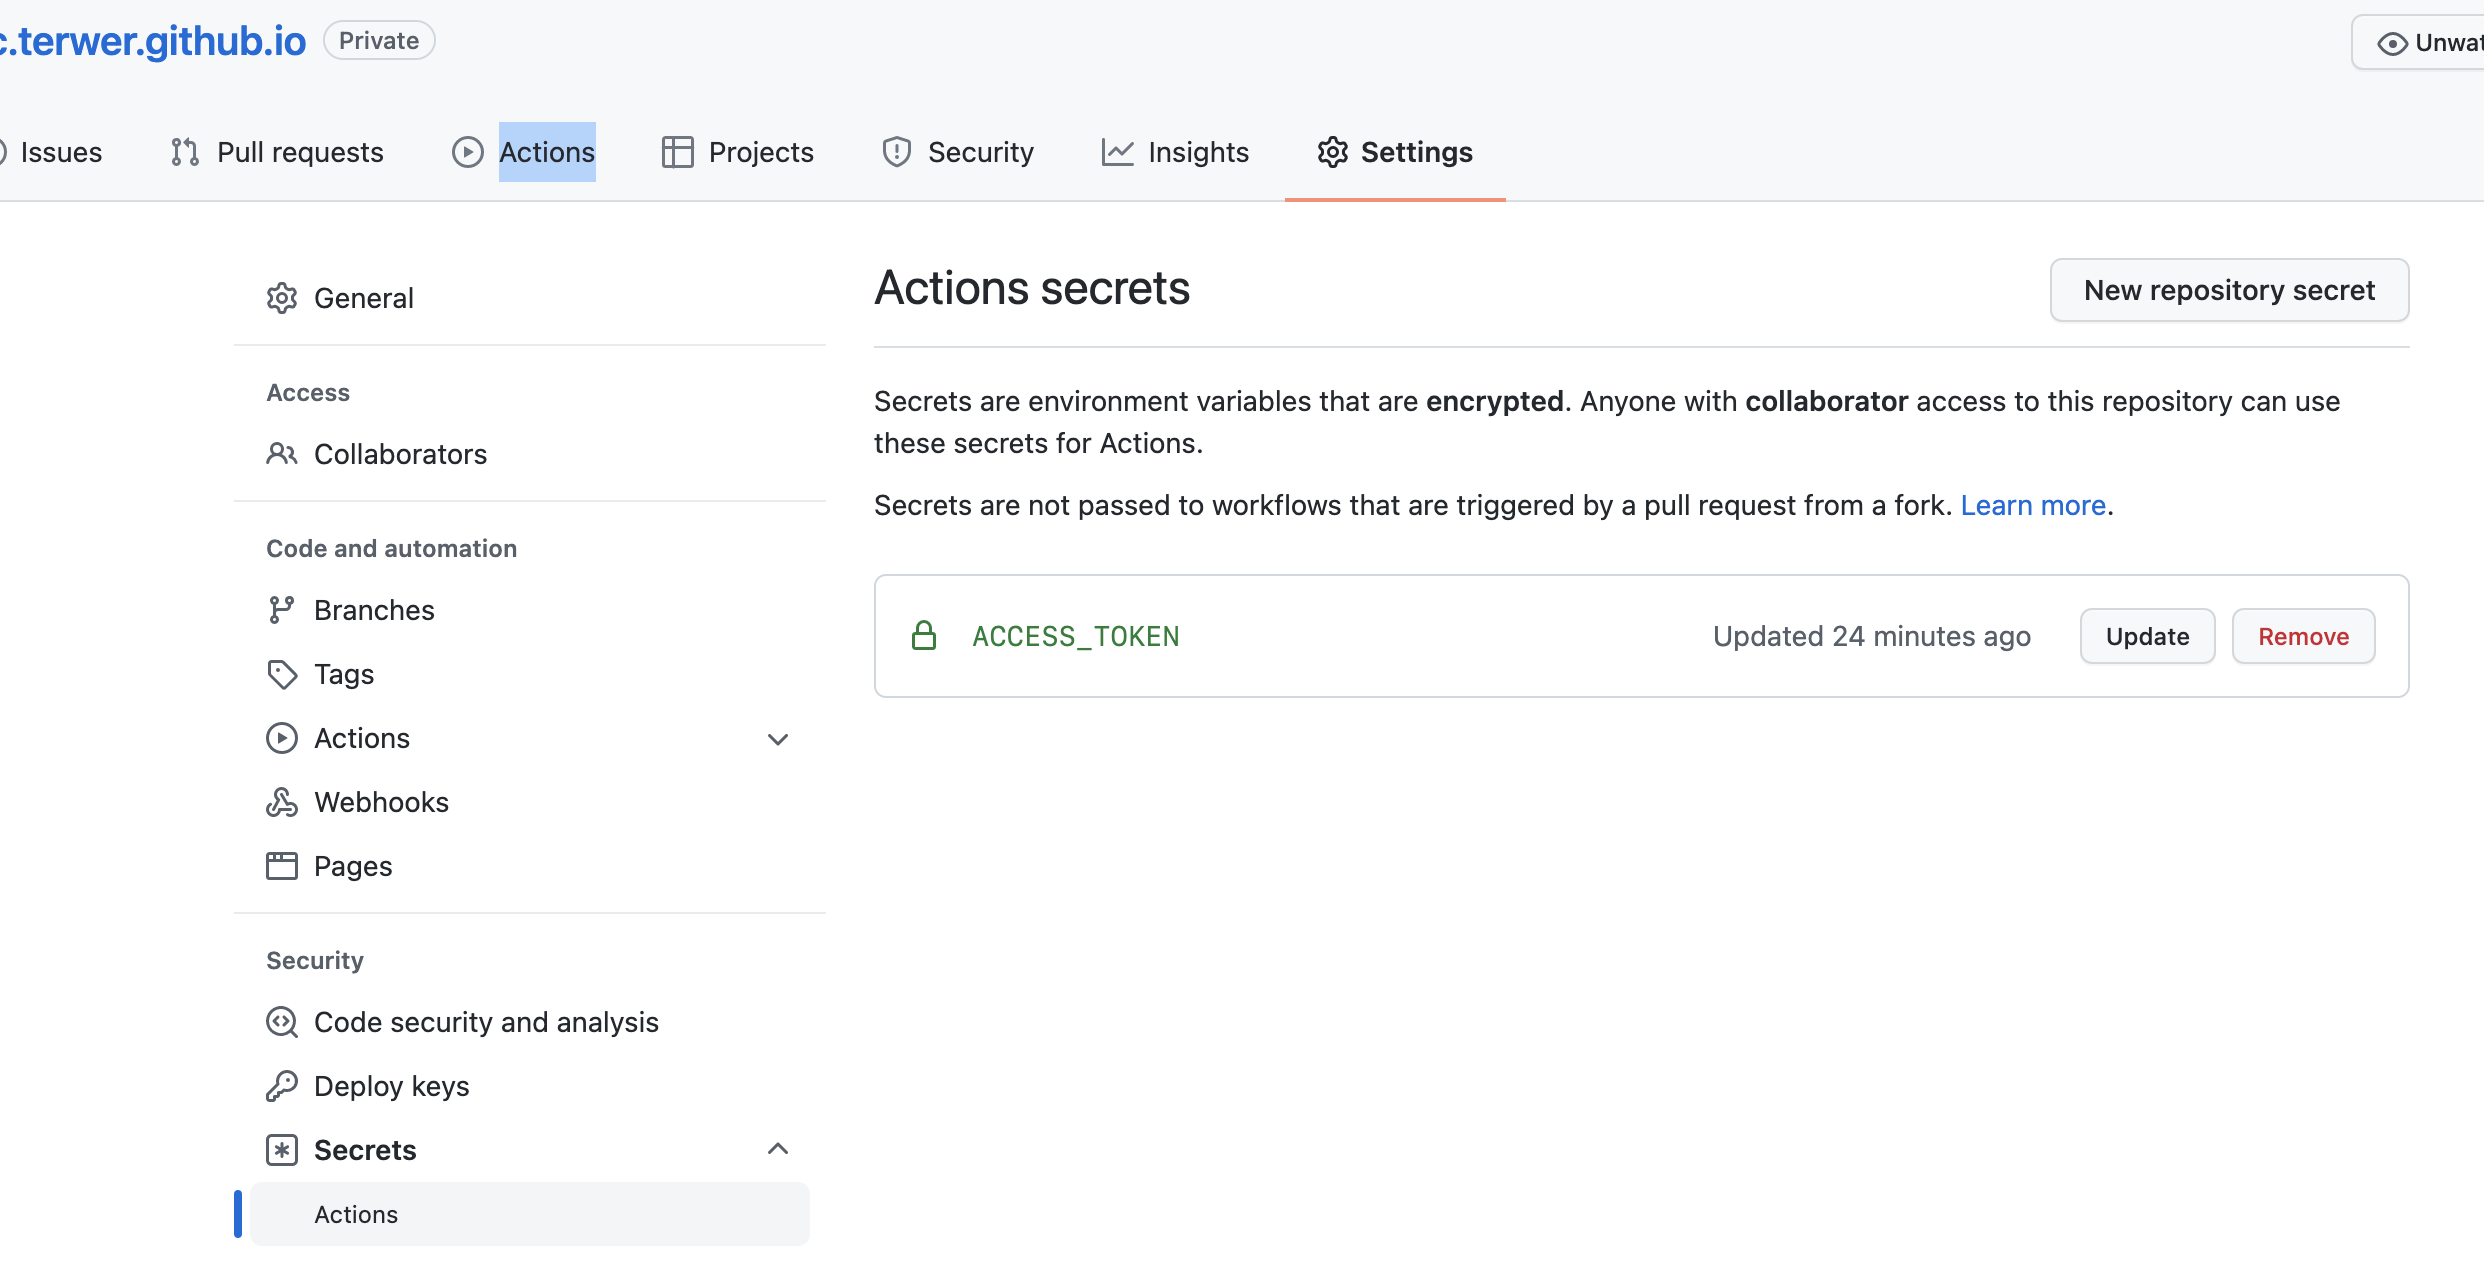 c.terwer.github.io Private
Unwat
Issues Pull requests Actions Projects Security Insights Settings
General
Access
Collaborators
Code and automation
Branches
Tags
Actions
Webhooks
Pages
Security
Code security and analysis
Deploy keys
Secrets
Actions
Actions secrets
New repository secret
Secrets are environment variables that are encrypted. Anyone with collaborator access to this repository can use
these secrets for Actions.
Secrets are not passed to workflows that are triggered by a pull request from a fork. Learn more.
ACCESS_TOKEN Updated 24 minutes ago Update Remove